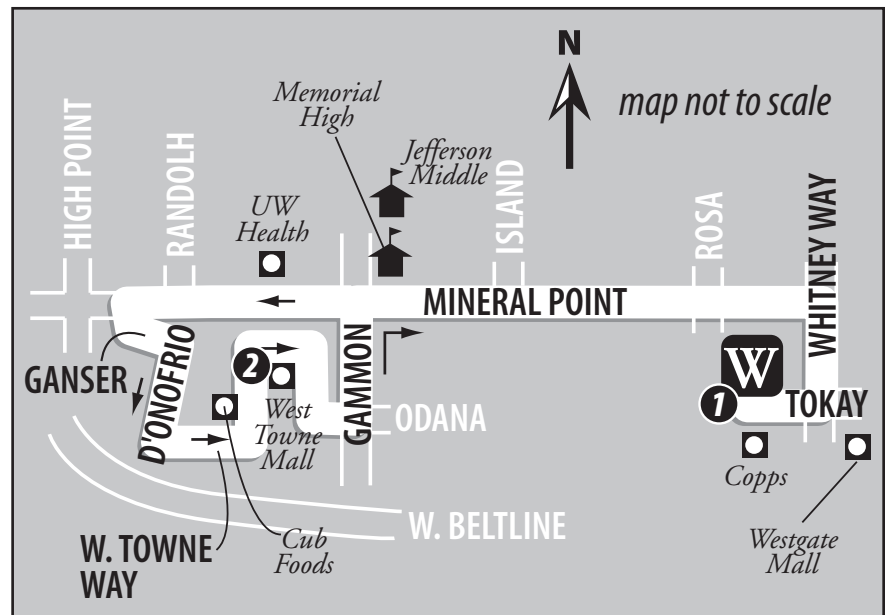 N
map not to scale
Memorial
High
Jefferson
Middle
HIGH POINT
RANDOLH
UW
Health
ISLAND
ROSA
WHITNEY WAY
MINERAL POINT
GANSER
D'ONOFRIO
2
West
Towne
Mall
GAMMON
ODANA
W
1
TOKAY
Copps
Westgate
Mall
W. BELTLINE
W. TOWNE
WAY
Cub
Foods